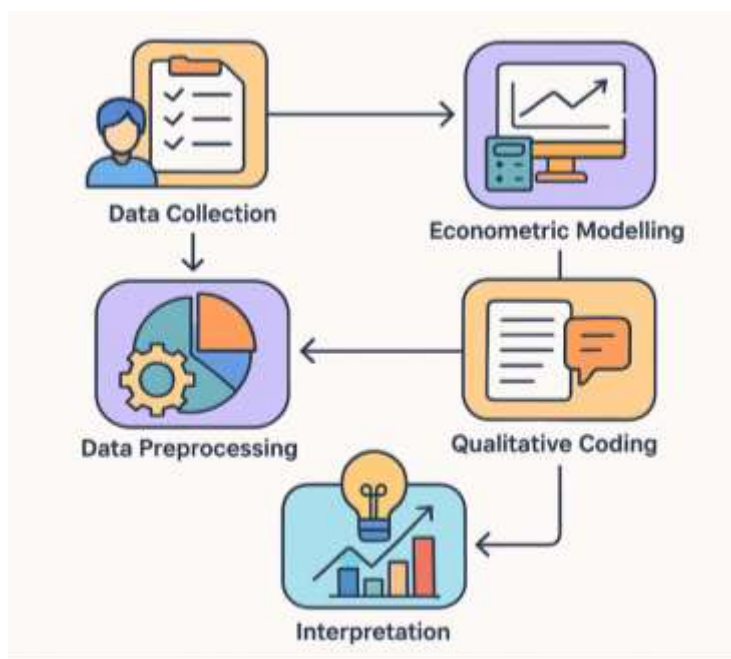 Data Collection
Econometric Modelling
Data Preprocessing
Qualitative Coding
Interpretation